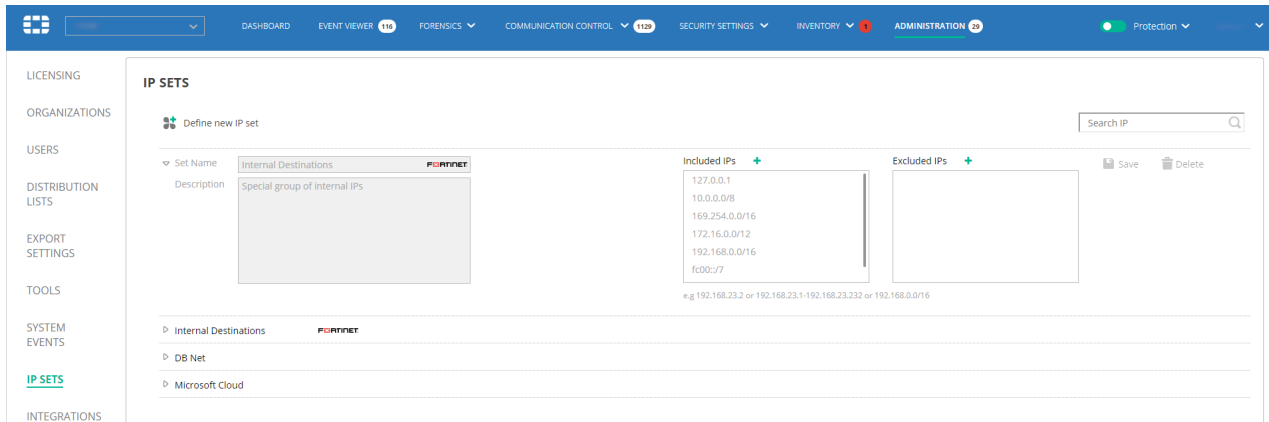 DASHBOARD
EVENT VIEWER 116
FORENSICS
COMMUNICATION CONTROL 1129
SECURITY SETTINGS
INVENTORY 1
ADMINISTRATION 29
Protection
LICENSING
ORGANIZATIONS
USERS
DISTRIBUTION
LISTS
EXPORT
SETTINGS
TOOLS
SYSTEM
EVENTS
IP SETS
INTEGRATIONS
IP SETS
Define new IP set
Search IP
Set Name
Internal Destinations
FORTINET
Description
Special group of internal IPs
Included IPs
127.0.0.1
10.0.0.0/8
169.254.0.0/16
172.16.0.0/12
192.168.0.0/16
fc00::/7
Excluded IPs
Save
Delete
e.g 192.168.23.2 or 192.168.23.1-192.168.23.232 or 192.168.0.0/16
Internal Destinations
FORTINET
DB Net
Microsoft Cloud